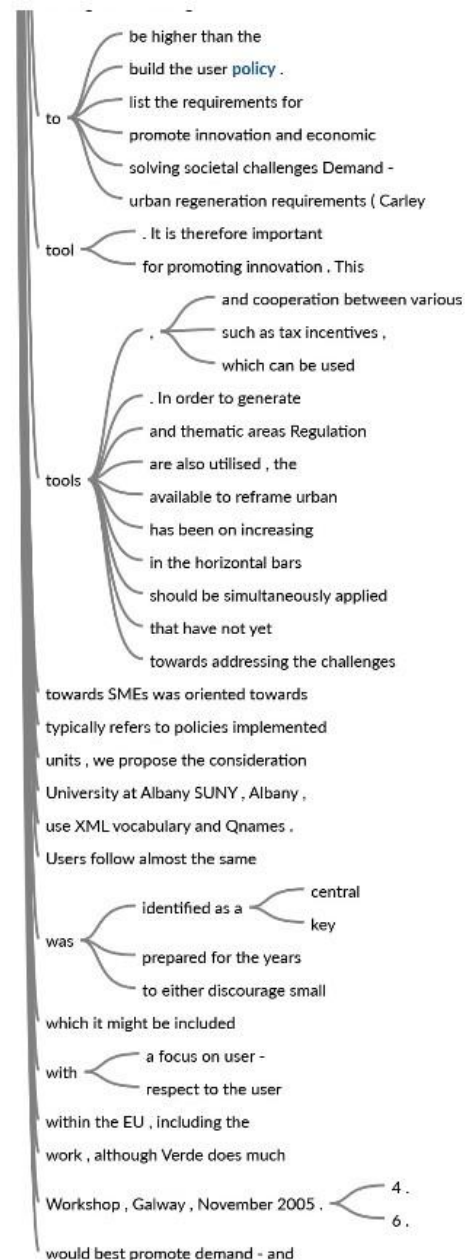 to
be higher than the
build the user policy .
list the requirements for
promote innovation and economic
solving societal challenges Demand -
urban regeneration requirements ( Carley
tool
. It is therefore important
for promoting innovation . This
tools
,
and cooperation between various
such as tax incentives ,
which can be used
. In order to generate
and thematic areas Regulation
are also utilised , the
available to reframe urban
has been on increasing
in the horizontal bars
should be simultaneously applied
that have not yet
towards addressing the challenges
towards SMEs was oriented towards
typically refers to policies implemented
units , we propose the consideration
University at Albany SUNY , Albany ,
use XML vocabulary and Qnames .
Users follow almost the same
was
identified as a
central
key
prepared for the years
to either discourage small
which it might be included
with
a focus on user -
respect to the user
within the EU , including the
work , although Verde does much
Workshop , Galway , November 2005 .
4 .
6 .
would best promote demand - and